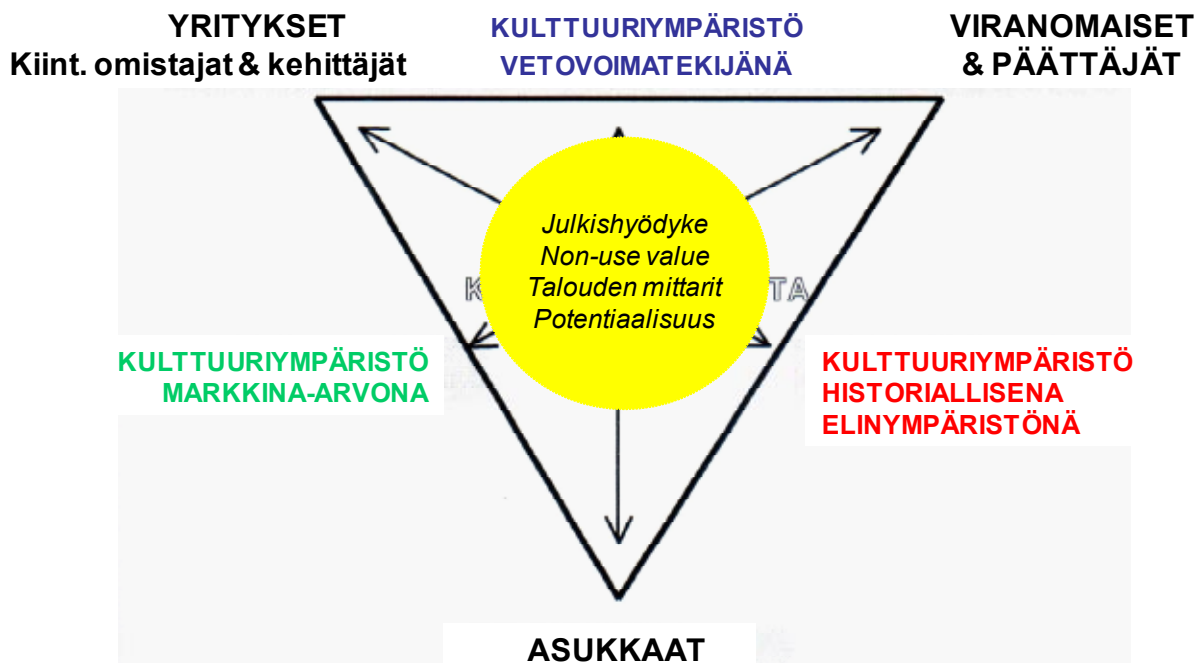 YRITYKSET
Kiint. omistajat & kehittäjät
KULTTUURIYMPÄRISTÖ
VETOVOIMATEKIJÄNÄ
VIRANOMAISET
& PÄÄTTÄJÄT
Julkishyödyke
Non-use value
Talouden mittarit
Potentiaalisuus
KULTTUURIYMPÄRISTÖ
MARKKINA-ARVONA
KULTTUURIYMPÄRISTÖ
HISTORIALLISENA
ELINYMPÄRISTÖNÄ
ASUKKAAT